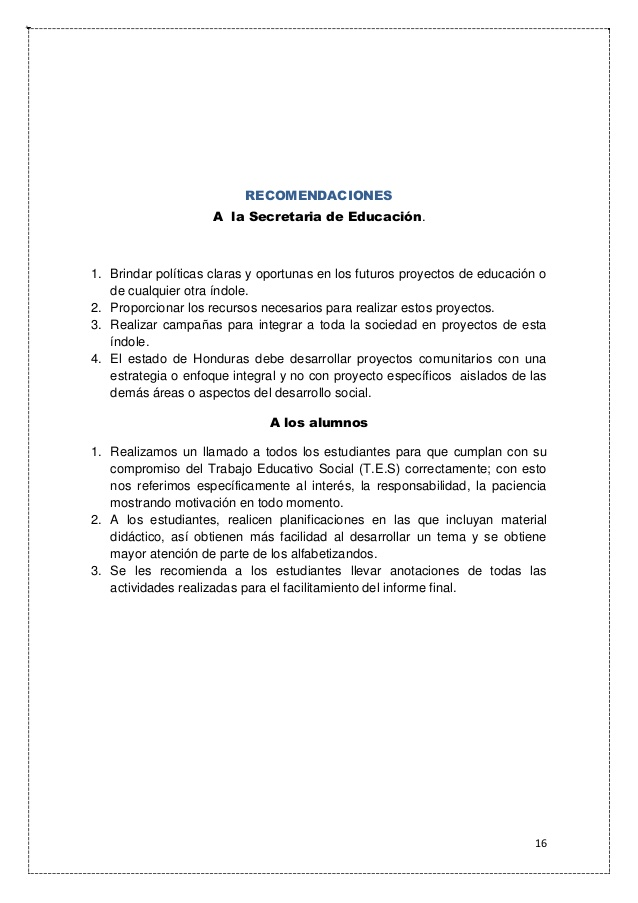 RECOMENDACIONES
A la Secretaria de Educación.
1. Brindar políticas claras y oportunas en los futuros proyectos de educación o
de cualquier otra índole.
2. Proporcionar los recursos necesarios para realizar estos proyectos.
3. Realizar campañas para integrar a toda la sociedad en proyectos de esta
índole.
4. El estado de Honduras debe desarrollar proyectos comunitarios con una
estrategia o enfoque integral y no con proyecto específicos aislados de las
demás áreas o aspectos del desarrollo social.
A los alumnos
1. Realizamos un llamado a todos los estudiantes para que cumplan con su
compromiso del Trabajo Educativo Social (T.E.S) correctamente; con esto
nos referimos específicamente al interés, la responsabilidad, la paciencia
mostrando motivación en todo momento.
2. A los estudiantes, realicen planificaciones en las que incluyan material
didáctico, así obtienen más facilidad al desarrollar un tema y se obtiene
mayor atención de parte de los alfabetizandos.
3. Se les recomienda a los estudiantes llevar anotaciones de todas las
actividades realizadas para el facilitamiento del informe final.
16